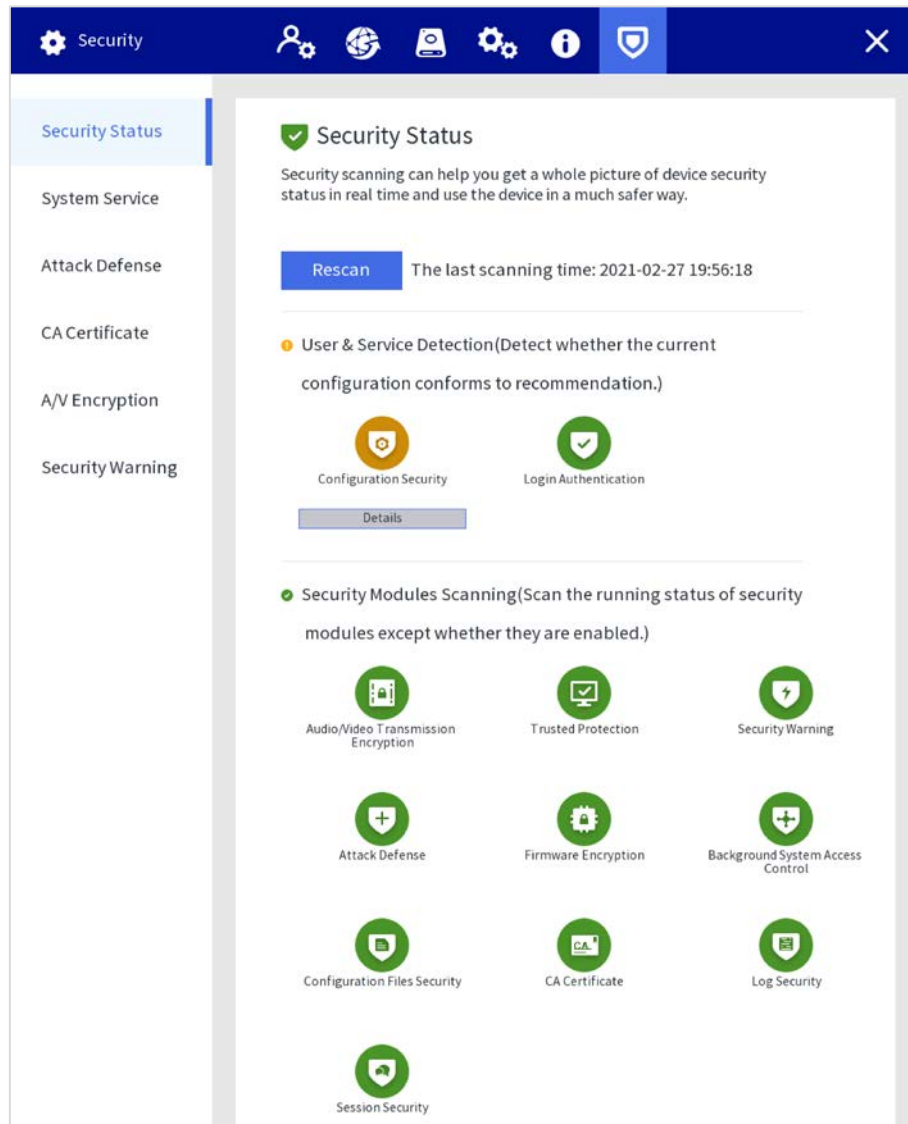 Security
Security Status
System Service
Attack Defense
CA Certificate
A/V Encryption
Security Warning
Security Status
Security scanning can help you get a whole picture of device security
status in real time and use the device in a much safer way.
Rescan
The last scanning time: 2021-02-27 19:56:18
User & Service Detection(Detect whether the current
configuration conforms to recommendation.)
Configuration Security
Login Authentication
Details
Security Modules Scanning(Scan the running status of security
modules except whether they are enabled.)
Audio/Video Transmission
Encryption
Trusted Protection
Security Warning
Attack Defense
Firmware Encryption
Background System Access
Control
Configuration Files Security
CA
CA Certificate
Log Security
Session Security